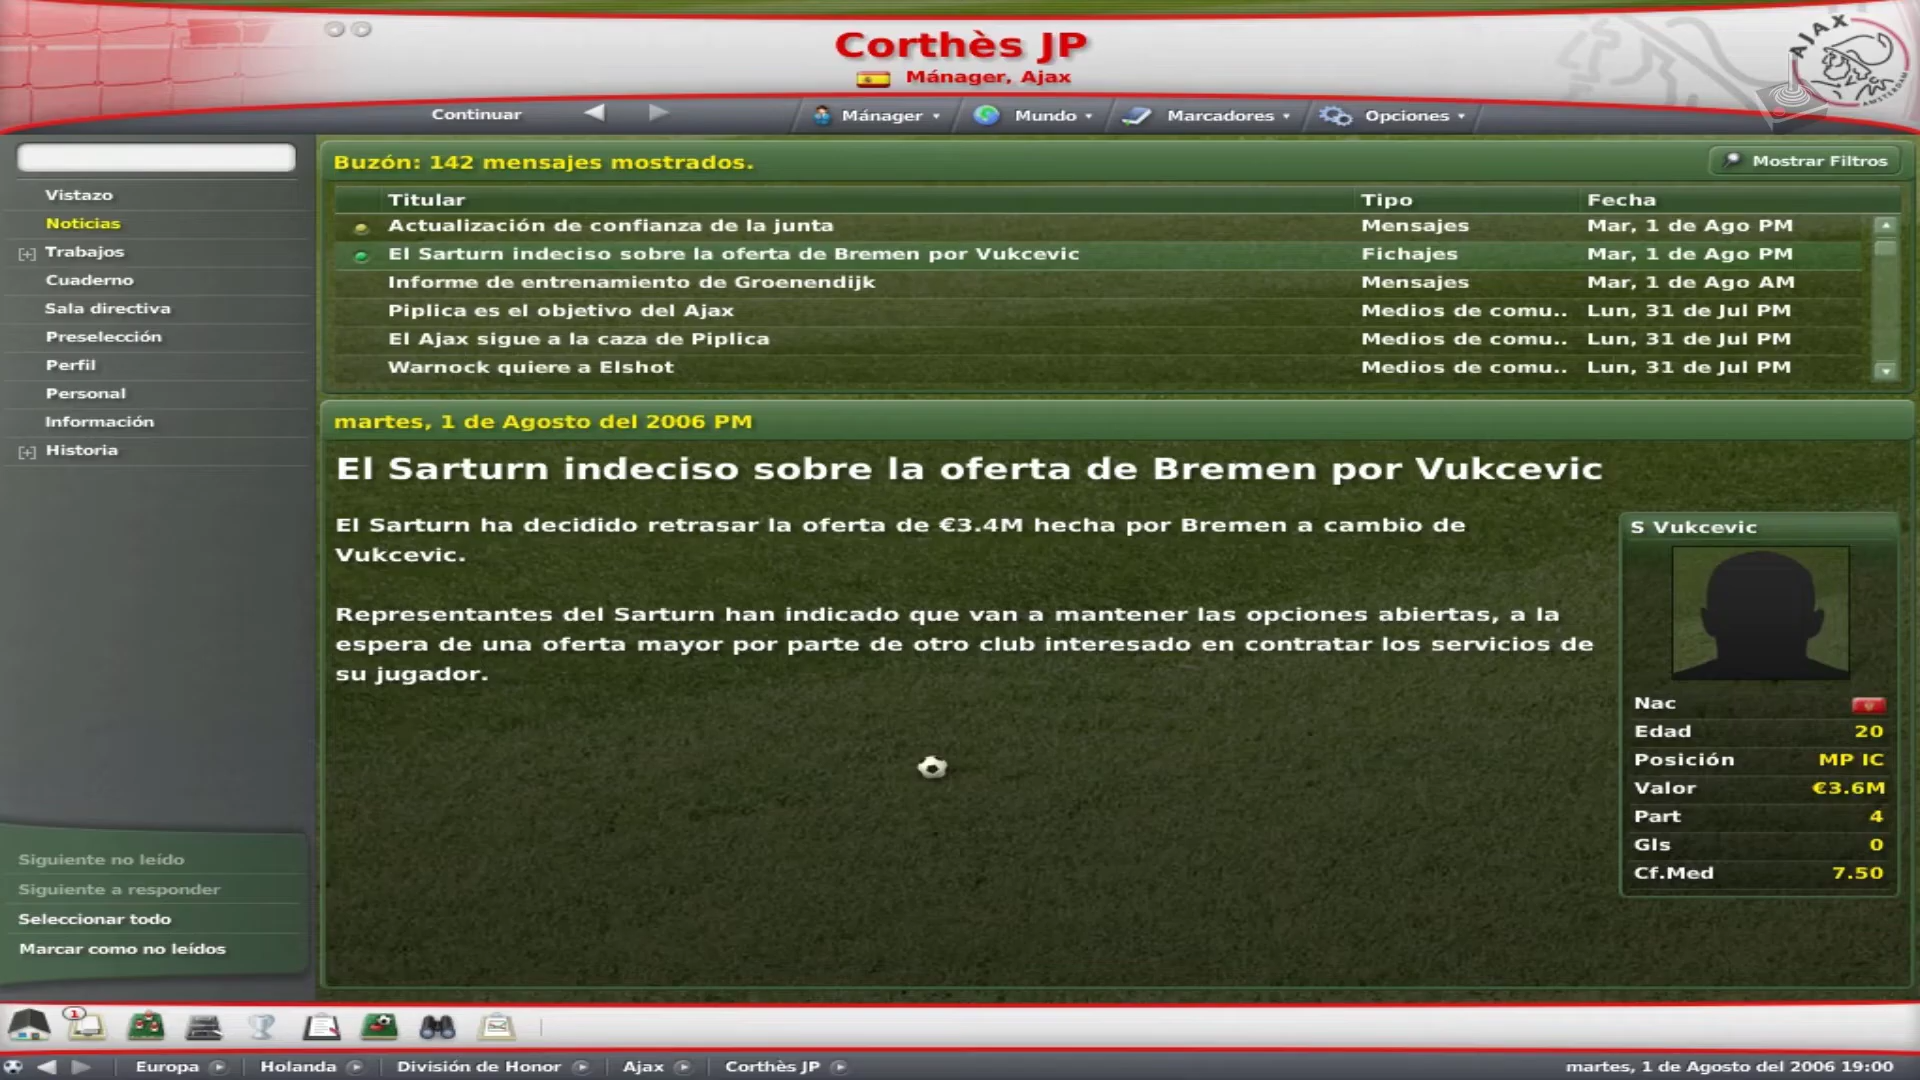 Corthès JP
Mánager, Ajax
AJAX
AMSTERDAM
Continuar
Mánager
Mundo
Marcadores
Opciones
Vistazo
Noticias
[+] Trabajos
Cuaderno
Sala directiva
Preselección
Perfil
Personal
Información
[+] Historia
Siguiente no leído
Siguiente a responder
Seleccionar todo
Marcar como no leídos
Buzón: 142 mensajes mostrados.
Mostrar Filtros
Titular Tipo Fecha
Actualización de confianza de la junta Mensajes Mar, 1 de Ago PM
El Sarturn indeciso sobre la oferta de Bremen por Vukcevic Fichajes Mar, 1 de Ago PM
Informe de entrenamiento de Groenendijk Mensajes Mar, 1 de Ago AM
Piplica es el objetivo del Ajax Medios de comu.. Lun, 31 de Jul PM
El Ajax sigue a la caza de Piplica Medios de comu.. Lun, 31 de Jul PM
Warnock quiere a Elshot Medios de comu.. Lun, 31 de Jul PM
martes, 1 de Agosto del 2006 PM
El Sarturn indeciso sobre la oferta de Bremen por Vukcevic
El Sarturn ha decidido retrasar la oferta de €3.4M hecha por Bremen a cambio de
Vukcevic.
Representantes del Sarturn han indicado que van a mantener las opciones abiertas, a la
espera de una oferta mayor por parte de otro club interesado en contratar los servicios de
su jugador.
S Vukcevic
Nac
Edad 20
Posición MP IC
Valor €3.6M
Part 4
Gls 0
Cf.Med 7.50
1
Europa
Holanda
División de Honor
Ajax
Corthès JP
martes, 1 de Agosto del 2006 19:00